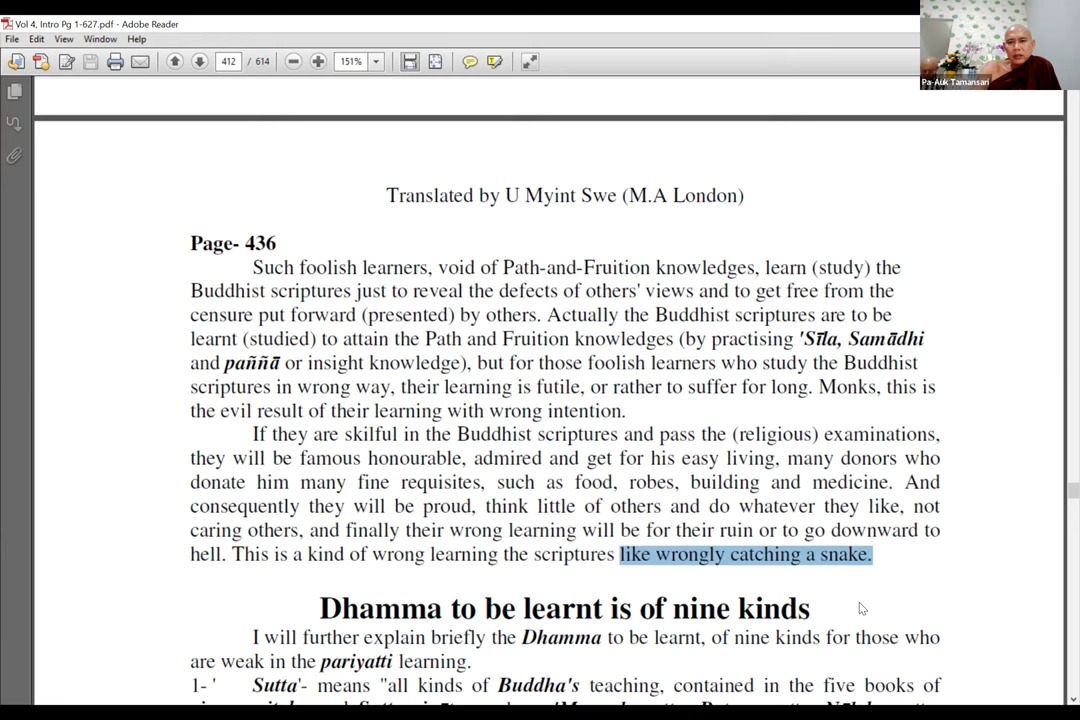 Vol 4, Intro Pg 1-627.pdf - Adobe Reader
File Edit View Window Help
412 / 614 151%
Pa-Auk Tamansari
Translated by U Myint Swe (M.A London)
Page- 436
Such foolish learners, void of Path-and-Fruition knowledges, learn (study) the
Buddhist scriptures just to reveal the defects of others' views and to get free from the
censure put forward (presented) by others. Actually the Buddhist scriptures are to be
learnt (studied) to attain the Path and Fruition knowledges (by practising 'Sīla, Samādhi
and paññā or insight knowledge), but for those foolish learners who study the Buddhist
scriptures in wrong way, their learning is futile, or rather to suffer for long. Monks, this is
the evil result of their learning with wrong intention.
If they are skilful in the Buddhist scriptures and pass the (religious) examinations,
they will be famous honourable, admired and get for his easy living, many donors who
donate him many fine requisites, such as food, robes, building and medicine. And
consequently they will be proud, think little of others and do whatever they like, not
caring others, and finally their wrong learning will be for their ruin or to go downward to
hell. This is a kind of wrong learning the scriptures like wrongly catching a snake.
Dhamma to be learnt is of nine kinds
I will further explain briefly the Dhamma to be learnt, of nine kinds for those who
are weak in the pariyatti learning.
1- ' Sutta'- means "all kinds of Buddha's teaching, contained in the five books of